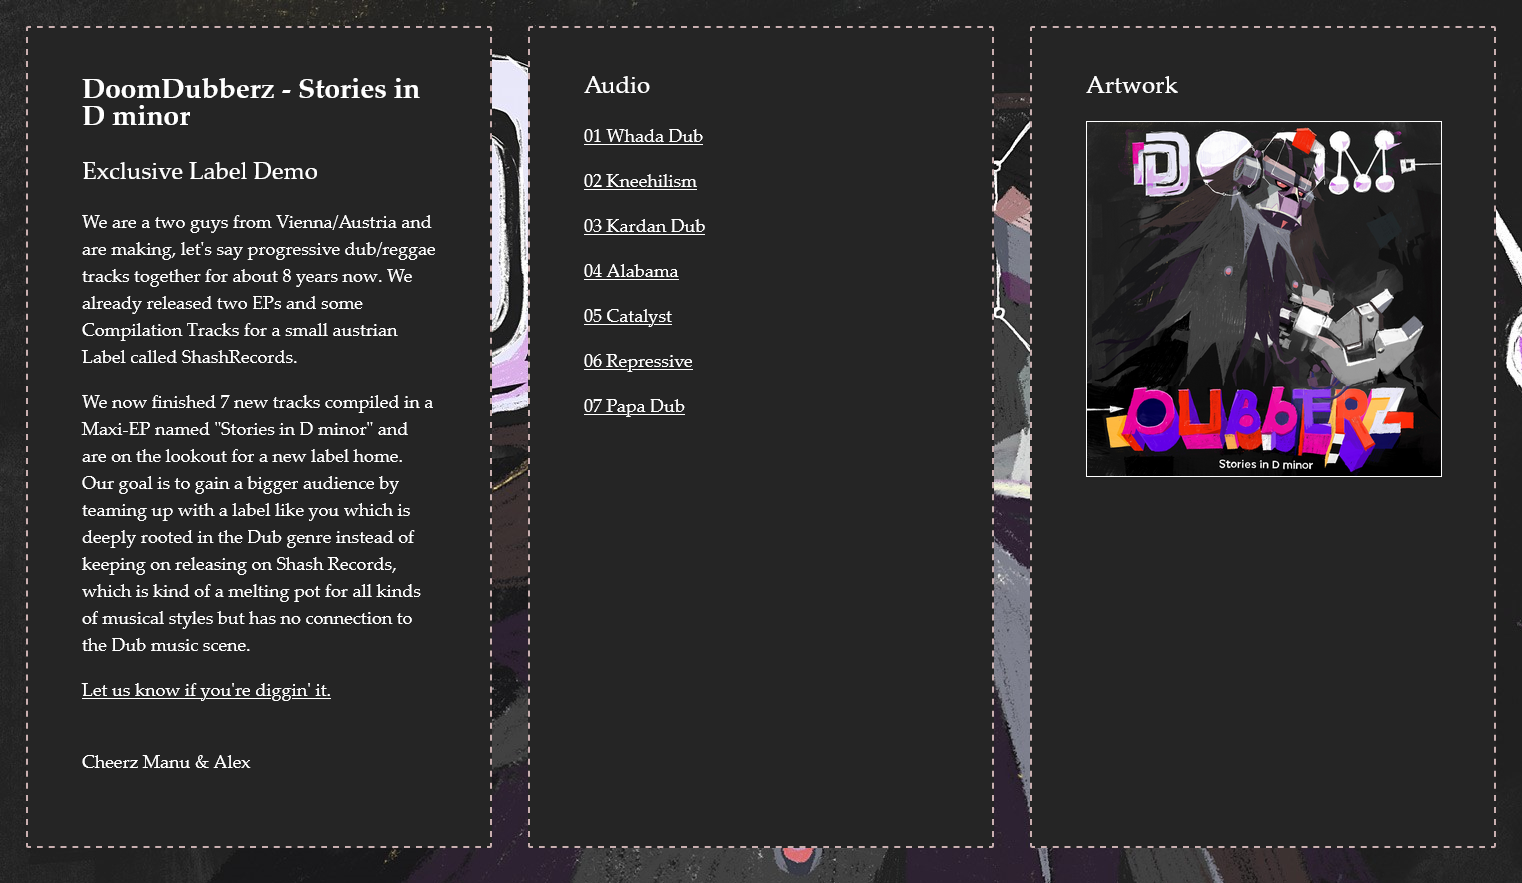 DoomDubberz - Stories in
D minor
Exclusive Label Demo
We are a two guys from Vienna/Austria and
are making, let's say progressive dub/reggae
tracks together for about 8 years now. We
already released two EPs and some
Compilation Tracks for a small austrian
Label called ShashRecords.
We now finished 7 new tracks compiled in a
Maxi-EP named "Stories in D minor" and
are on the lookout for a new label home.
Our goal is to gain a bigger audience by
teaming up with a label like you which is
deeply rooted in the Dub genre instead of
keeping on releasing on Shash Records,
which is kind of a melting pot for all kinds
of musical styles but has no connection to
the Dub music scene.
Let us know if you're diggin' it.
Cheerz Manu & Alex
Audio
01 Whada Dub
02 Kneehilism
03 Kardan Dub
04 Alabama
05 Catalyst
06 Repressive
07 Papa Dub
Artwork
DOOM
DUBBERZ
Stories in D minor